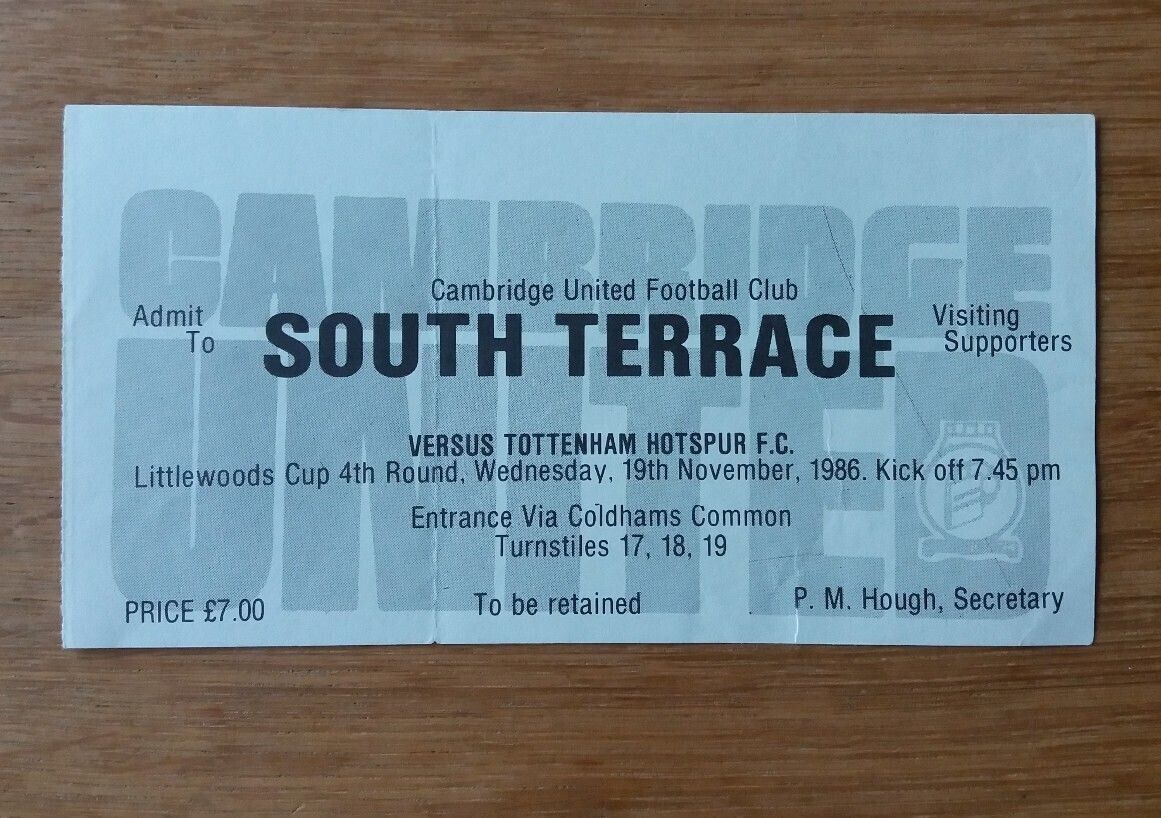 CAMBRIDGE
UNITED
Cambridge United Football Club
Admit
To
SOUTH TERRACE
Visiting
Supporters
VERSUS TOTTENHAM HOTSPUR F.C.
Littlewoods Cup 4th Round, Wednesday, 19th November, 1986. Kick off 7.45 pm
Entrance Via Coldhams Common
Turnstiles 17, 18, 19
PRICE £7.00
To be retained
P. M. Hough, Secretary